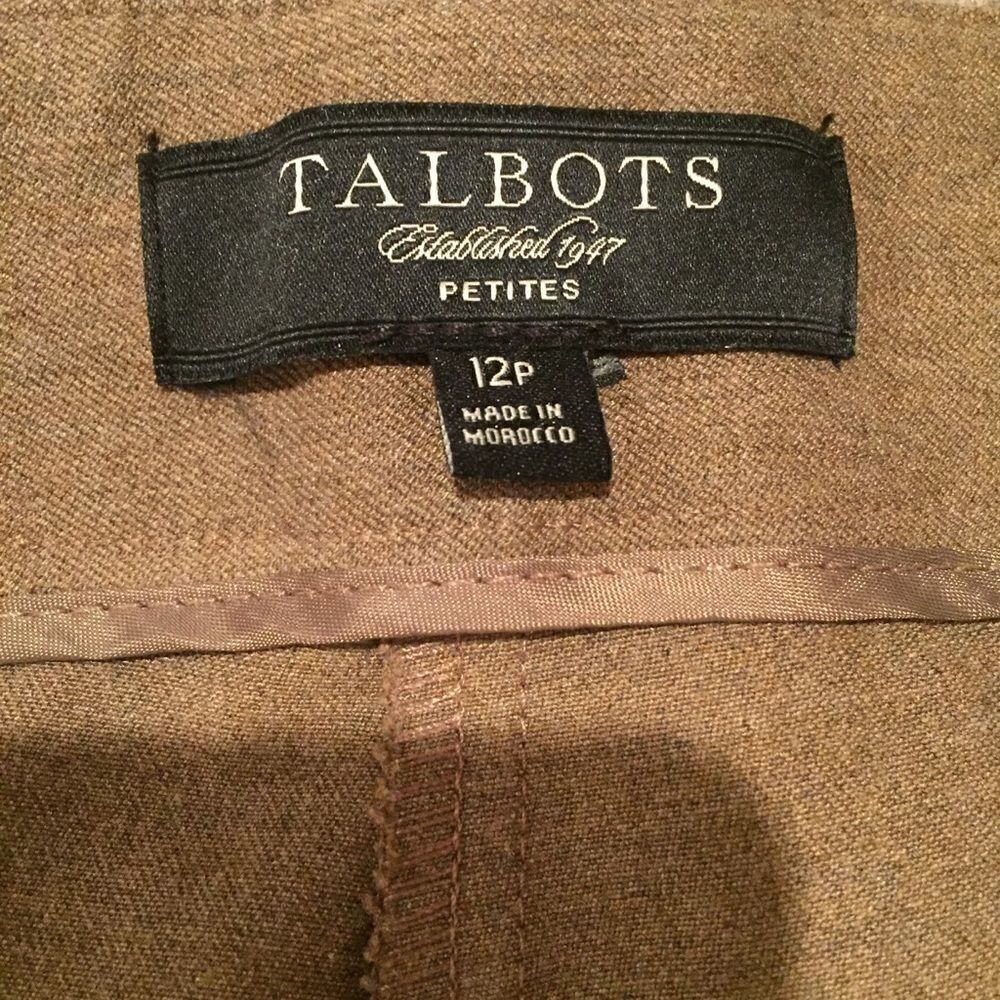 TALBOTS
Established 1947
PETITES
12P
MADE IN
MOROCCO